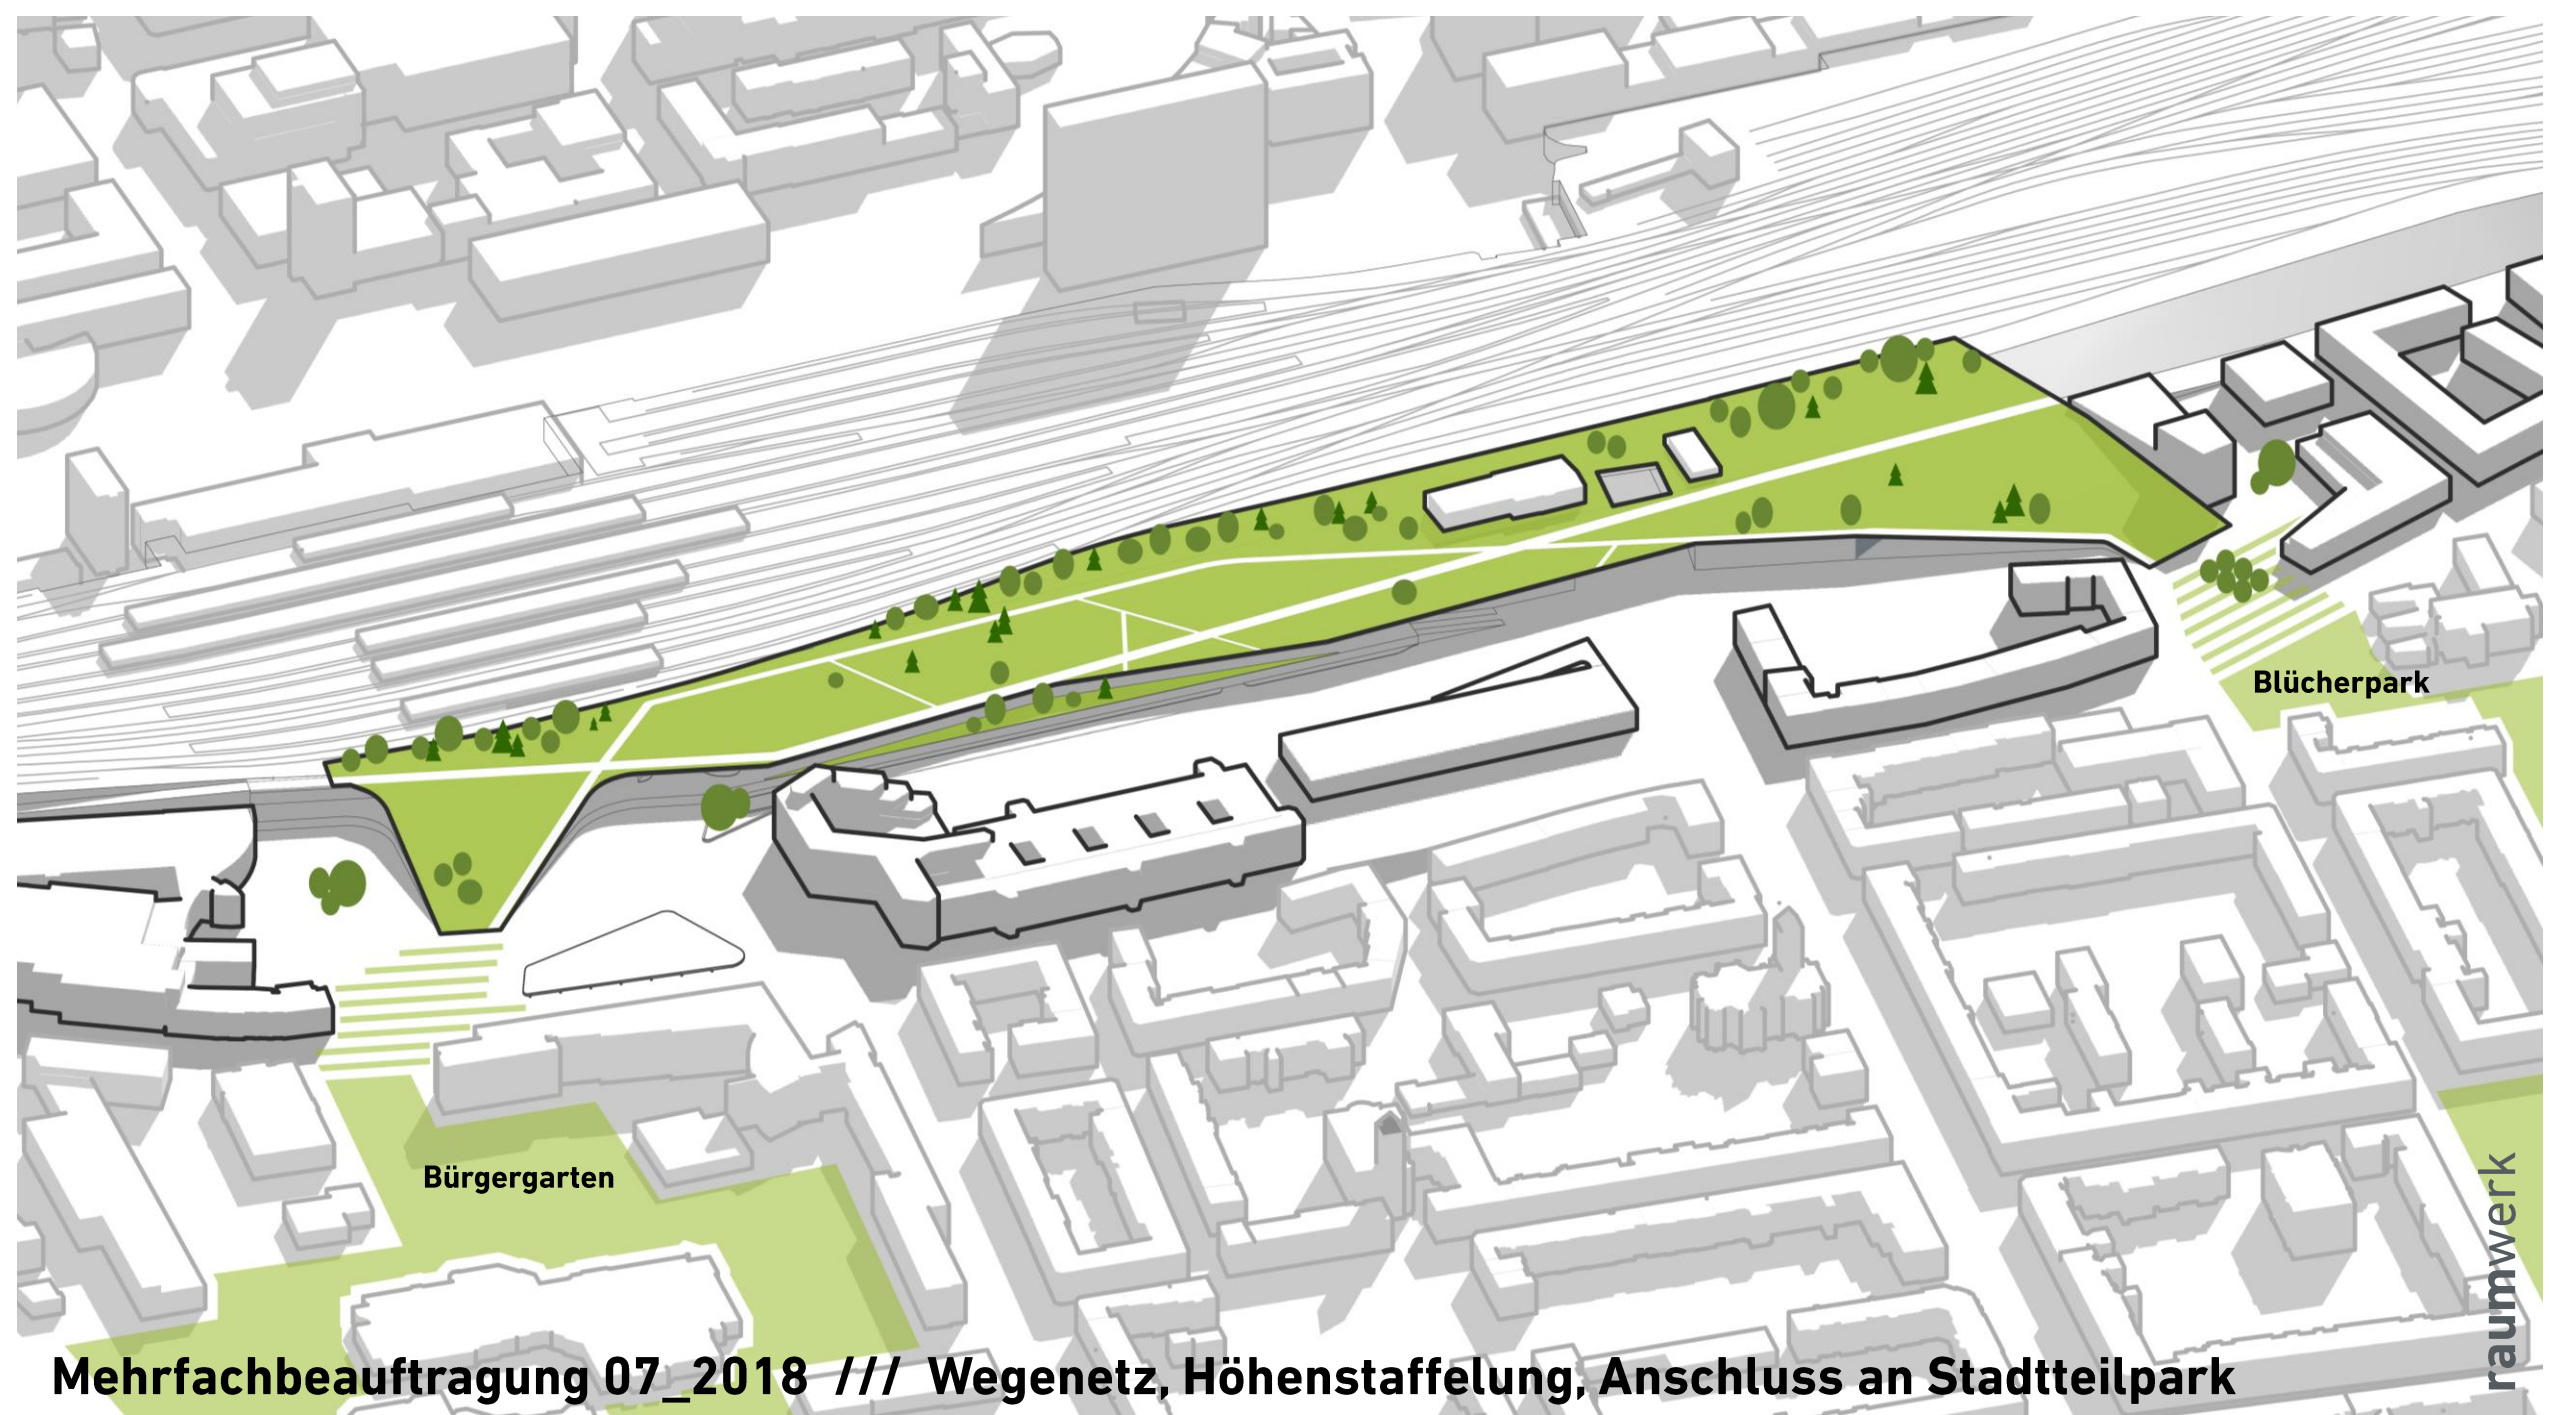 Blücherpark
Bürgergarten
raumwerk
Mehrfachbeauftragung 07_2018 /// Wegenetz, Höhenstaffelung, Anschluss an Stadtteilpark